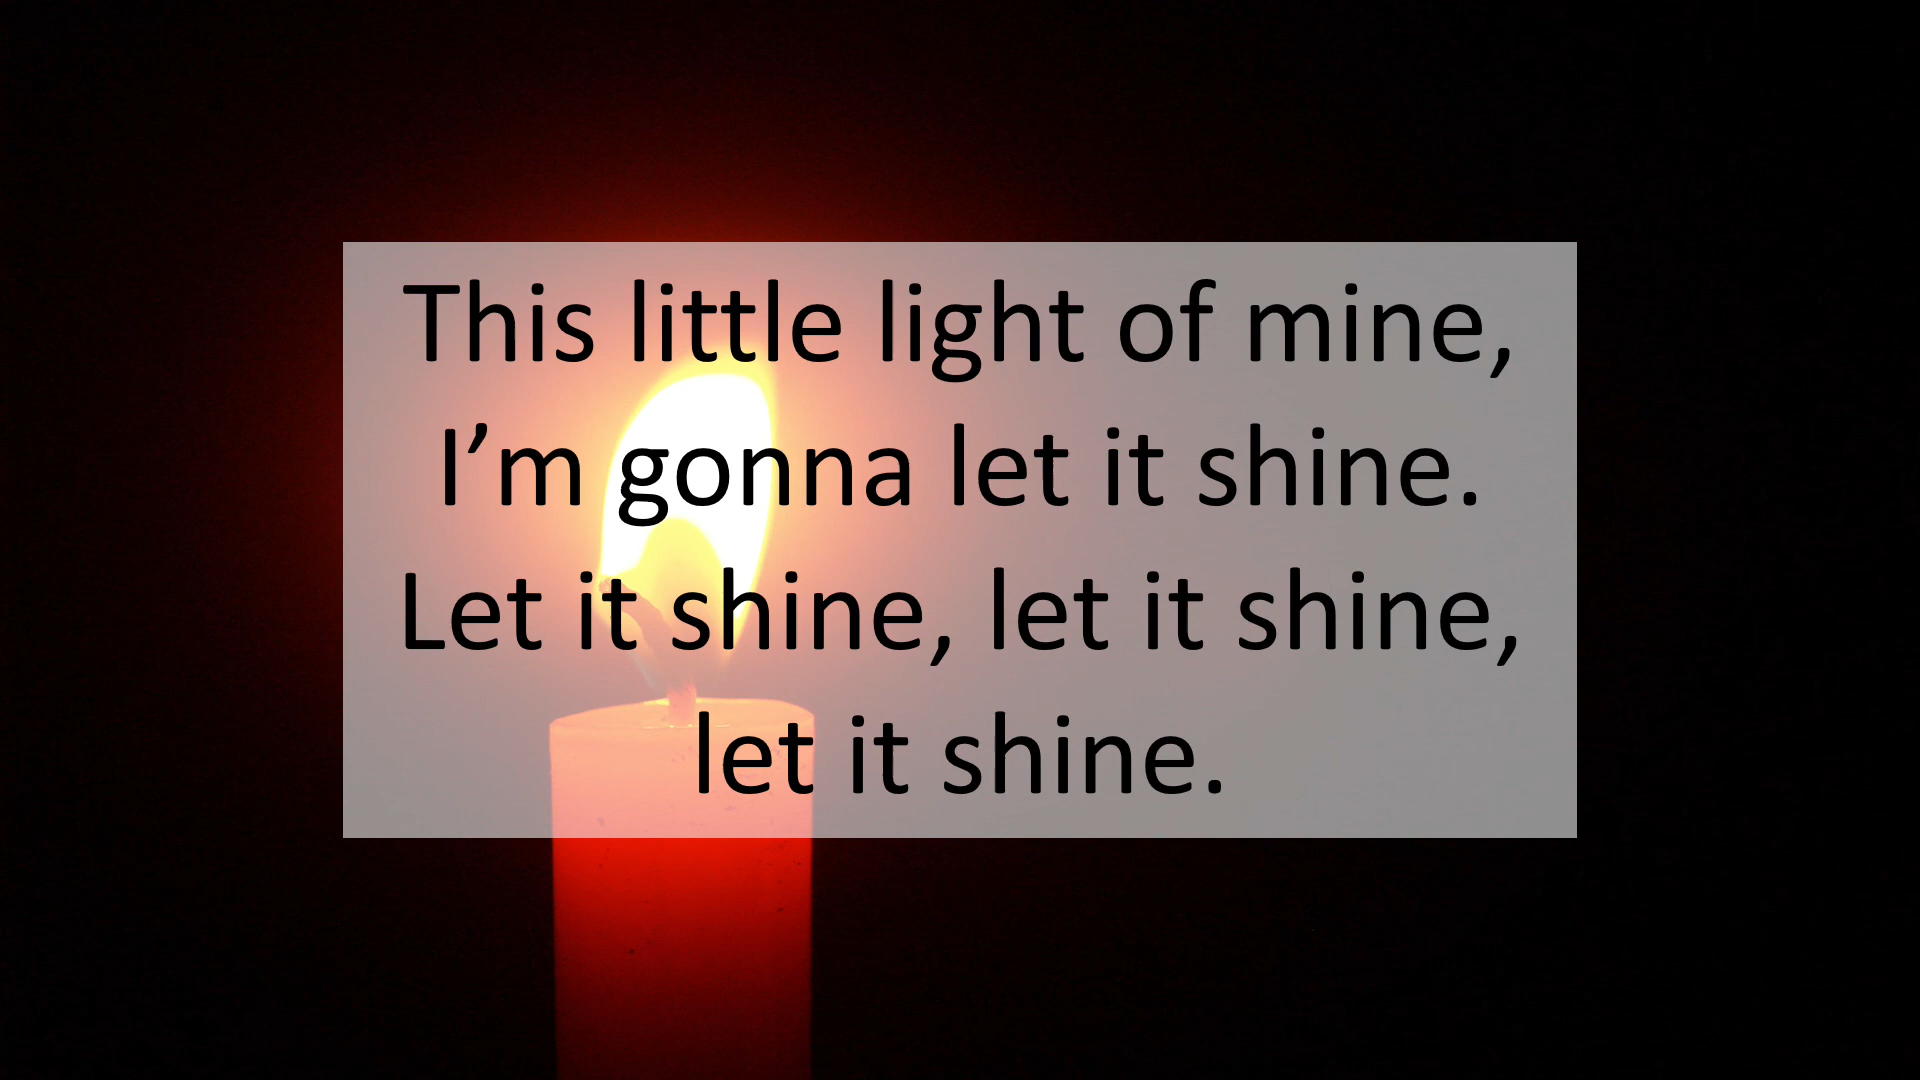 This little light of mine,
I’m gonna let it shine.
Let it shine, let it shine,
let it shine.